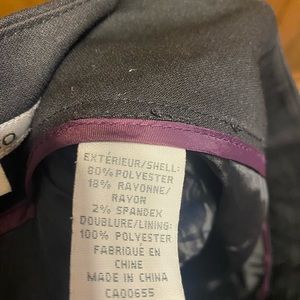 EXTÉRIEUR/SHELL:
80% POLYESTER
18% RAYONNE/
RAYON
2% SPANDEX
DOUBLURE/LINING:
100% POLYESTER
FABRIQUÉ EN
CHINE
MADE IN CHINA
CA00655